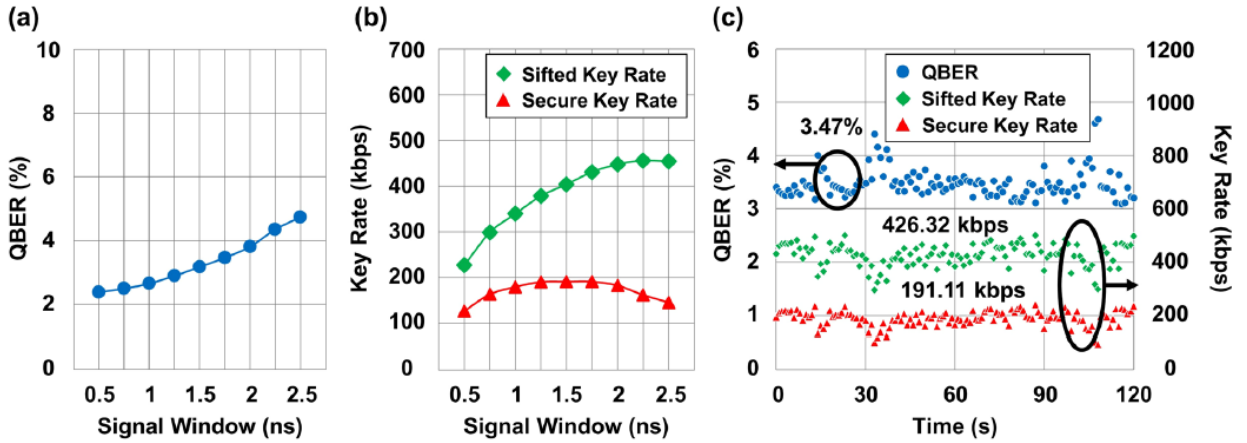 (a)
10
8
6
4
2
0
QBER (%)
0.5 1 1.5 2 2.5
Signal Window (ns)
(b)
700
600
500
400
300
200
100
0
Key Rate (kbps)
Sifted Key Rate
Secure Key Rate
0.5 1 1.5 2 2.5
Signal Window (ns)
(c)
6
5
4
3
2
1
0
QBER (%)
QBER
Sifted Key Rate
Secure Key Rate
3.47%
426.32 kbps
191.11 kbps
1200
1000
800
600
400
200
0
Key Rate (kbps)
0 30 60 90 120
Time (s)